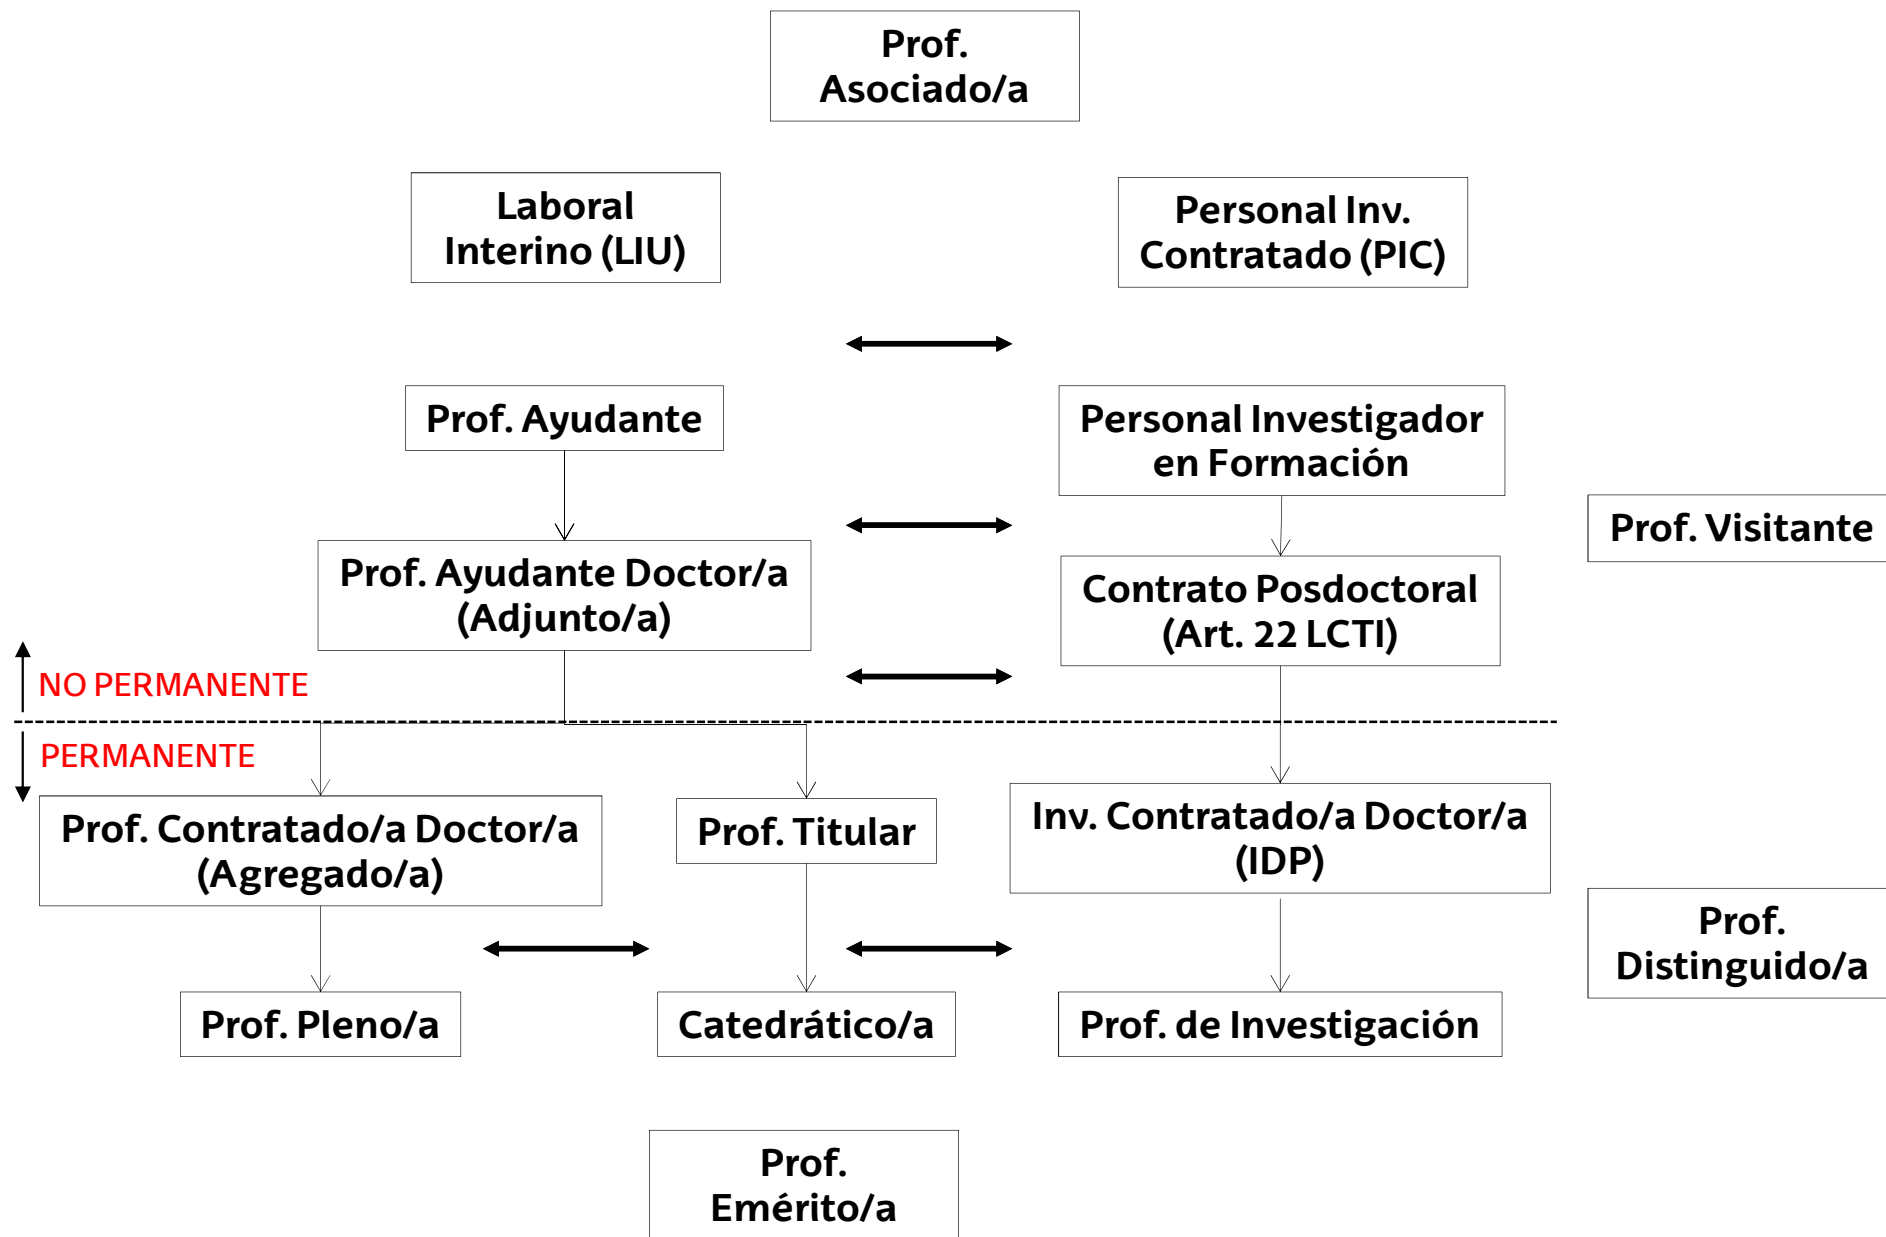 Prof.
Asociado/a
Laboral
Interino (LIU)
Personal Inv.
Contratado (PIC)
Prof. Ayudante
Personal Investigador
en Formación
Prof. Visitante
Prof. Ayudante Doctor/a
(Adjunto/a)
Contrato Posdoctoral
(Art. 22 LCTI)
NO PERMANENTE
PERMANENTE
Prof. Contratado/a Doctor/a
(Agregado/a)
Prof. Titular
Inv. Contratado/a Doctor/a
(IDP)
Prof.
Distinguido/a
Prof. Pleno/a
Catedrático/a
Prof. de Investigación
Prof.
Emérito/a